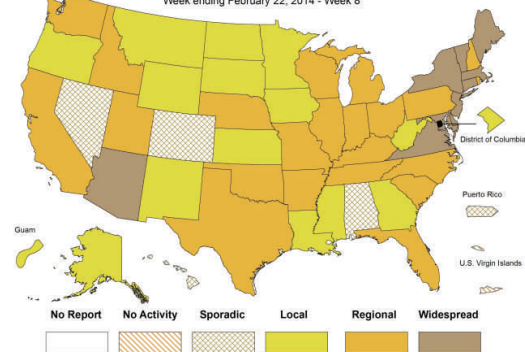 Week ending February 22, 2014 - Week 8
District of Columbia
Puerto Rico
Guam
U.S. Virgin Islands
No Report No Activity Sporadic Local Regional Widespread